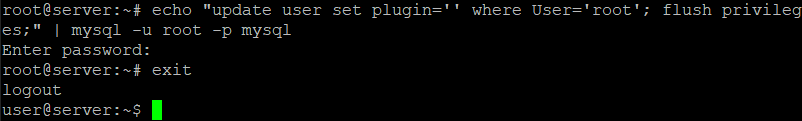 root@server:~# echo "update user set plugin='' where User='root'; flush privileg
es;" | mysql -u root -p mysql
Enter password:
root@server:~# exit
logout
user@server:~$